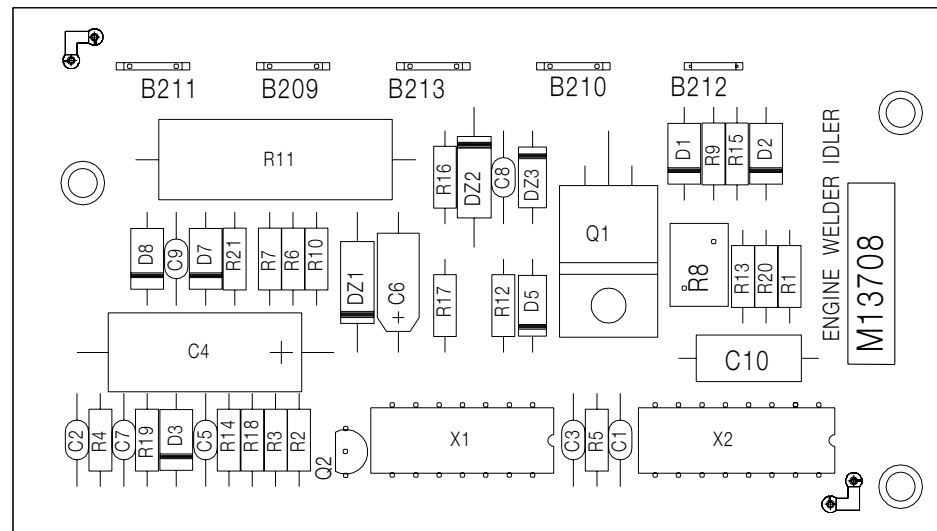 B211 B209 B213 B210 B212
R11
R16
DZ2
C8
DZ3
D1
R9
R15
D2
Q1
ENGINE WELDER IDLER
M13708
D8
C9
D7
R21
R7
R6
R10
DZ1
C6
+
R17
R12
D5
R8
R13
R20
R1
C4
+
C10
C2
R4
C7
R19
D3
C5
R14
R18
R3
R2
Q2
X1
C3
R5
C1
X2